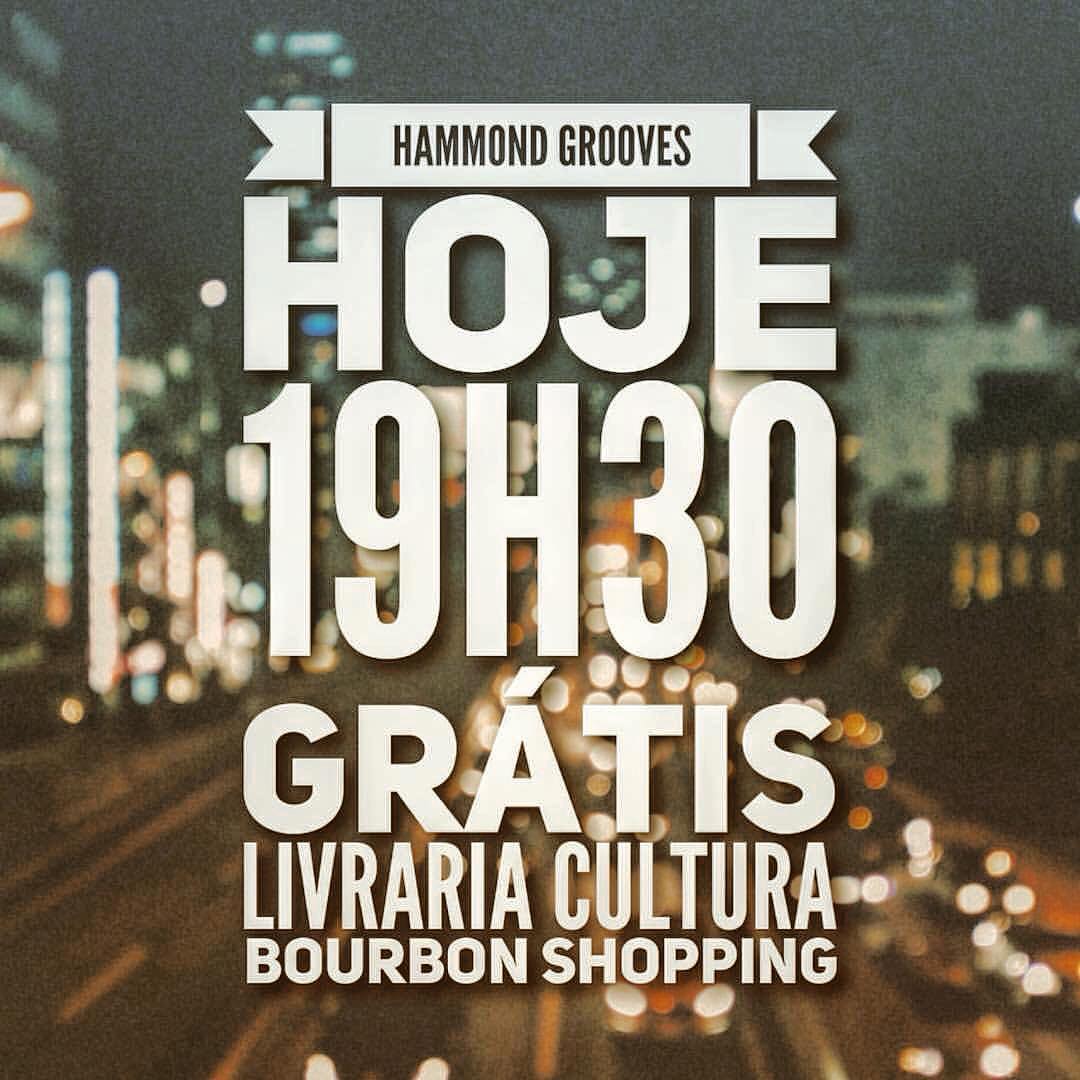 HAMMOND GROOVES
HOJE
19H30
GRÁTIS
LIVRARIA CULTURA
BOURBON SHOPPING